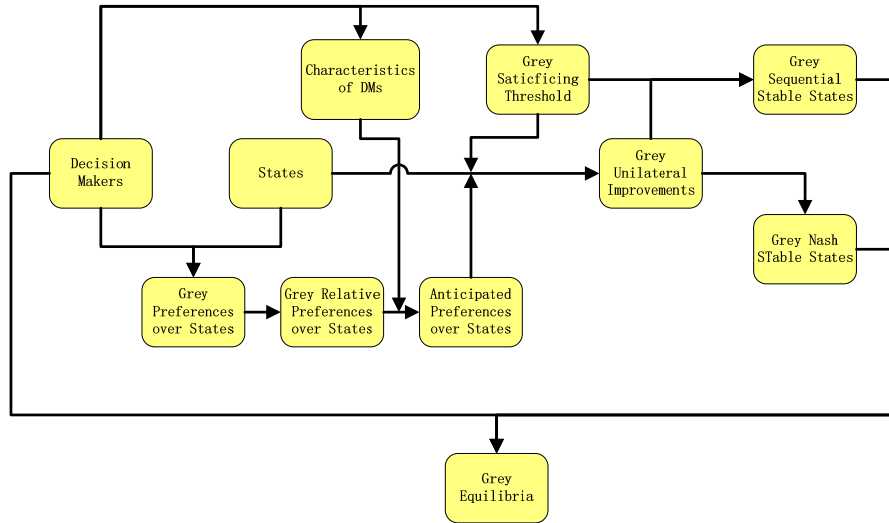 Characteristics
of DMs
Grey
Saticficing
Threshold
Grey
Sequential
Stable States
Decision
Makers
States
Grey
Unilateral
Improvements
Grey Nash
STable States
Grey
Preferences
over States
Grey Relative
Preferences
over States
Anticipated
Preferences
over States
Grey
Equilibria